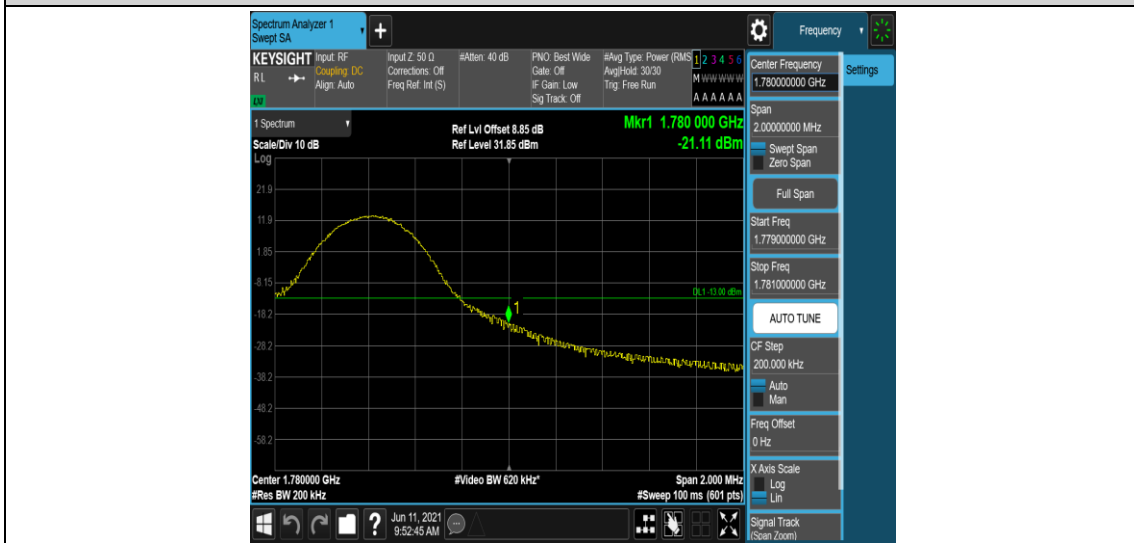 Spectrum Analyzer 1
Swept SA
+
Frequency
KEYSIGHT
RL
Input: RF
Coupling: DC
Align: Auto
Input Z: 50 Ω
Corrections: Off
Freq Ref: Int (S)
#Atten: 40 dB
PNO: Best Wide
Gate: Off
IF Gain: Low
Sig Track: Off
#Avg Type: Power (RMS
Avg|Hold: 30/30
Trig: Free Run
1 2 3 4 5 6
M W W W W W
A A A A A A
1 Spectrum
Scale/Div 10 dB
Log
Ref Lvl Offset 8.85 dB
Ref Level 31.85 dBm
Mkr1 1.780 000 GHz
-21.11 dBm
21.9
11.9
1.85
-8.15
-18.2
-28.2
-38.2
-48.2
-58.2
DL1 -13.00 dBm
1
Center 1.780000 GHz
#Res BW 200 kHz
#Video BW 620 kHz*
Span 2.000 MHz
#Sweep 100 ms (601 pts)
?
Jun 11, 2021
9:52:45 AM
Center Frequency
1.780000000 GHz
Settings
Span
2.00000000 MHz
Swept Span
Zero Span
Full Span
Start Freq
1.779000000 GHz
Stop Freq
1.781000000 GHz
AUTO TUNE
CF Step
200.000 kHz
Auto
Man
Freq Offset
0 Hz
X Axis Scale
Log
Lin
Signal Track
(Span Zoom)